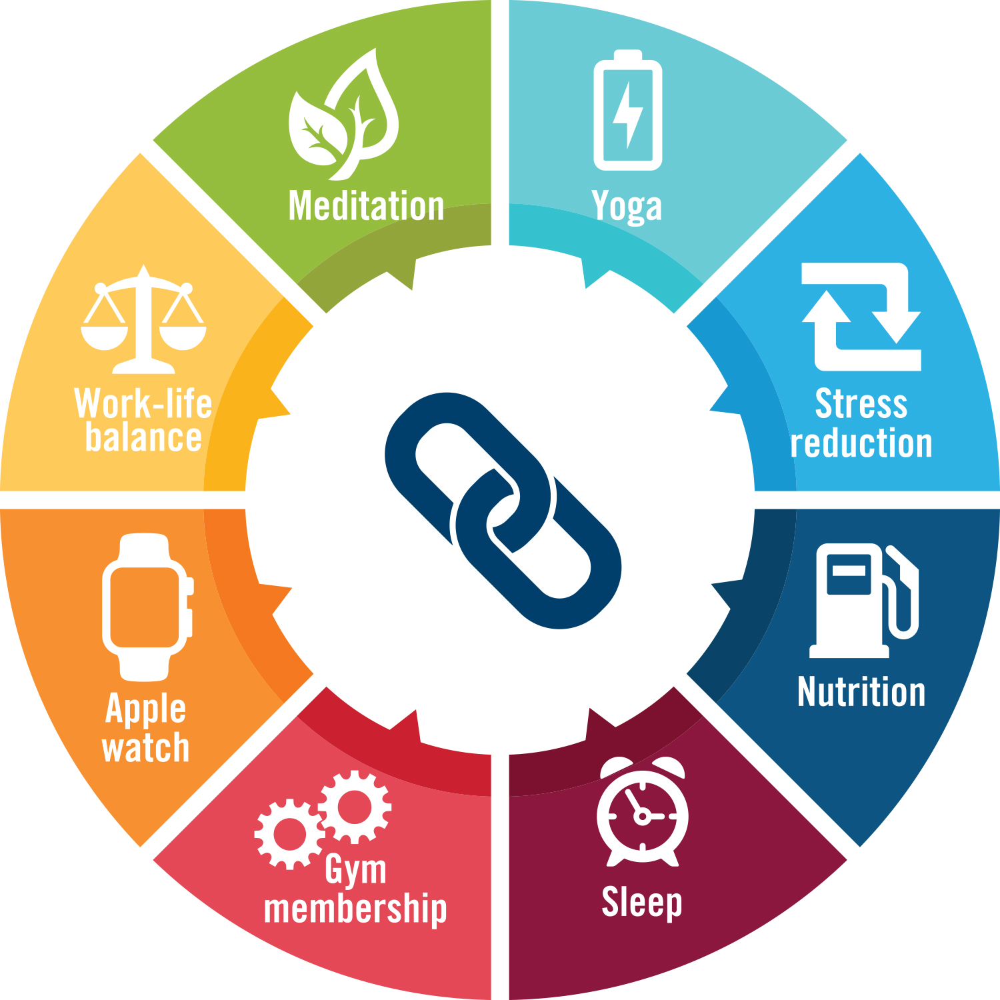 Meditation
Yoga
Work-life
balance
Stress
reduction
Apple
watch
Nutrition
Gym
membership
Sleep